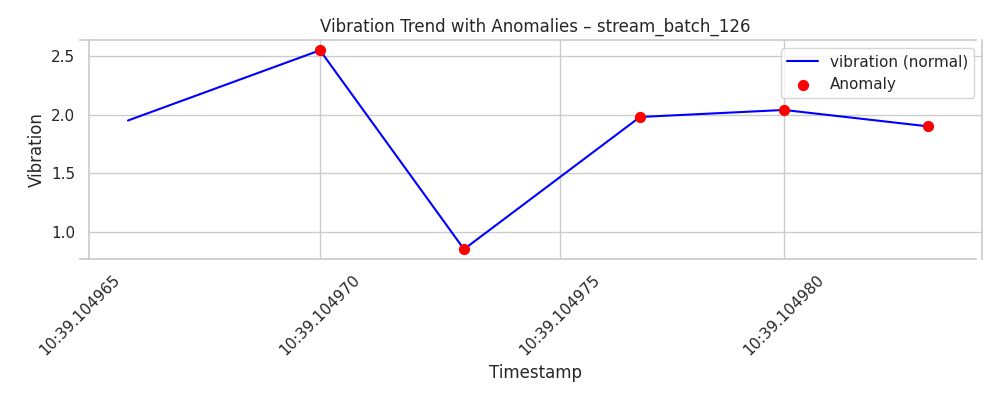 Vibration Trend with Anomalies – stream_batch_126
2.5
2.0
1.5
1.0
Vibration
vibration (normal)
Anomaly
10:39.104965
10:39.104970
10:39.104975
10:39.104980
Timestamp